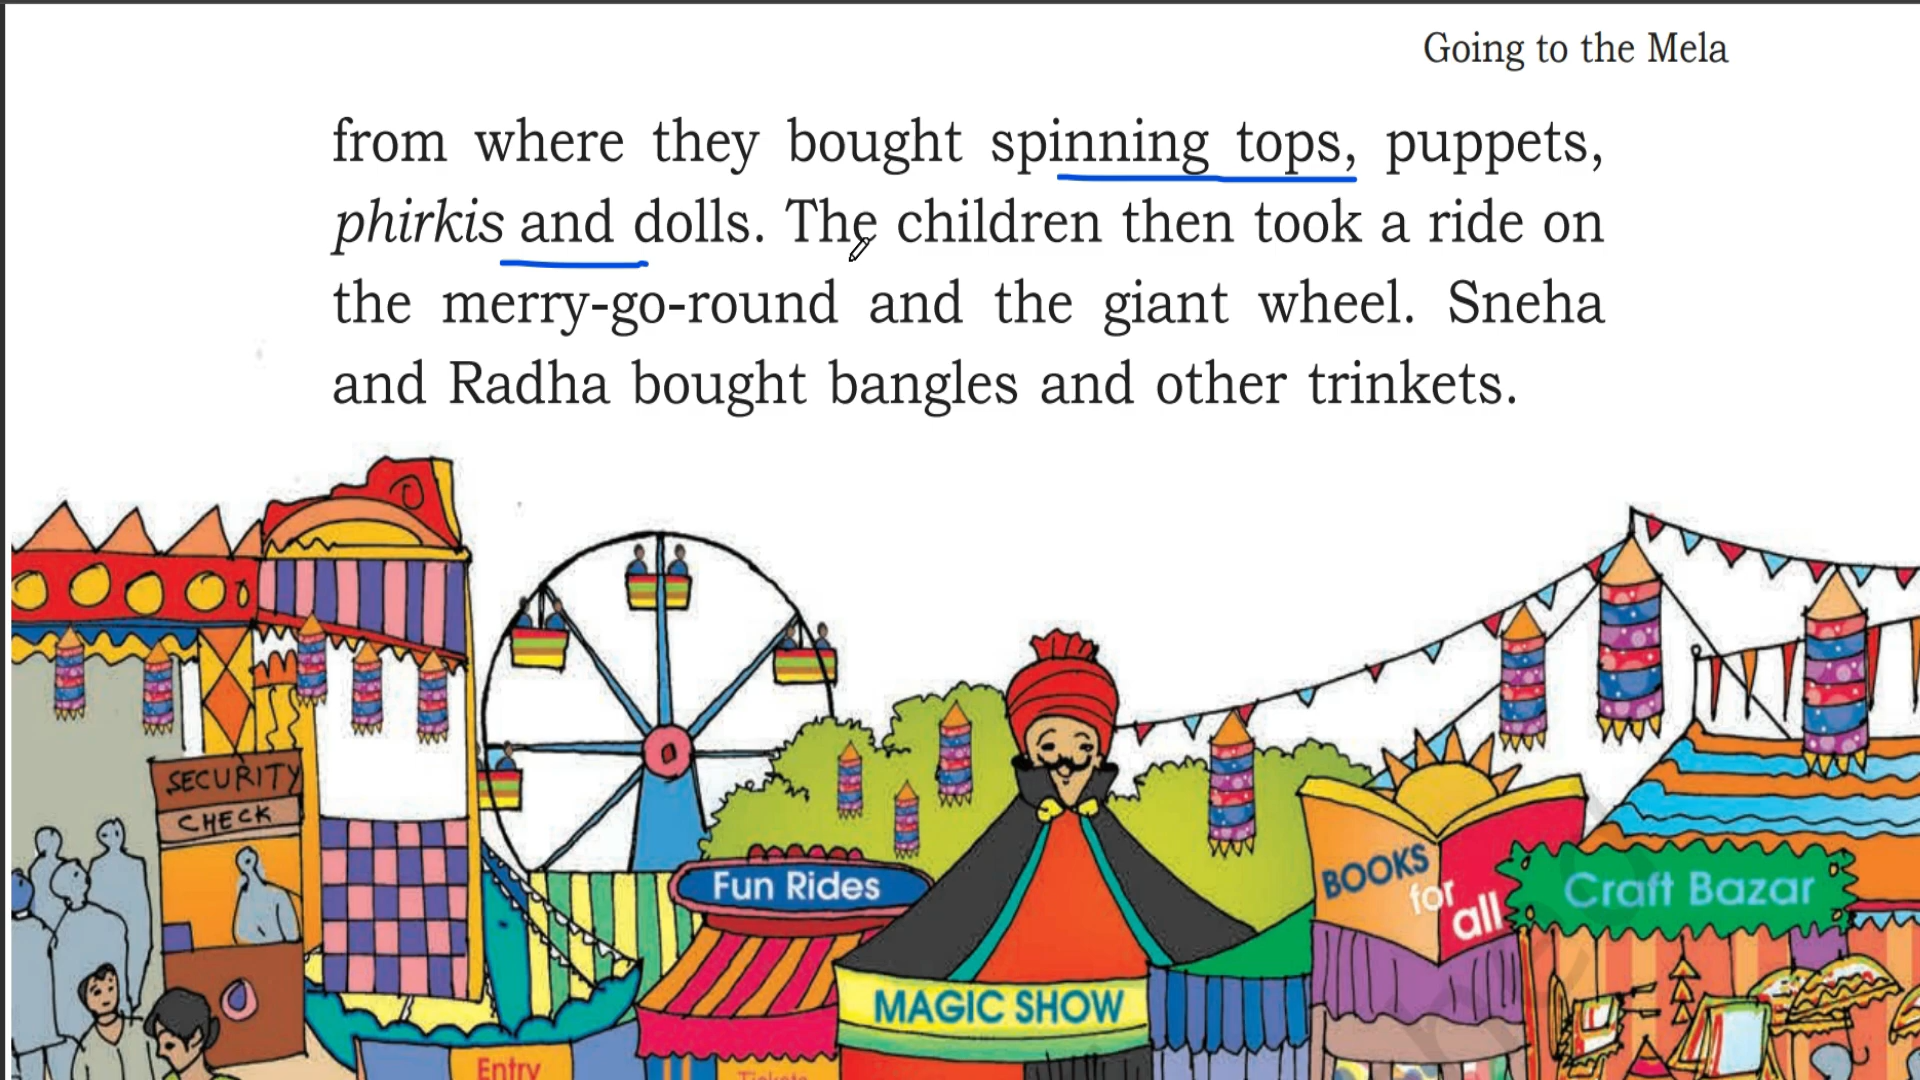 Going to the Mela
from where they bought spinning tops, puppets,
phirkis and dolls. The children then took a ride on
the merry-go-round and the giant wheel. Sneha
and Radha bought bangles and other trinkets.
SECURITY
CHECK
Fun Rides
BOOKS
for
all
Craft Bazar
MAGIC SHOW
Entry
Tickets